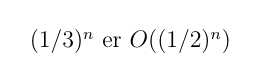 (1/3)ⁿ er O((1/2)ⁿ)